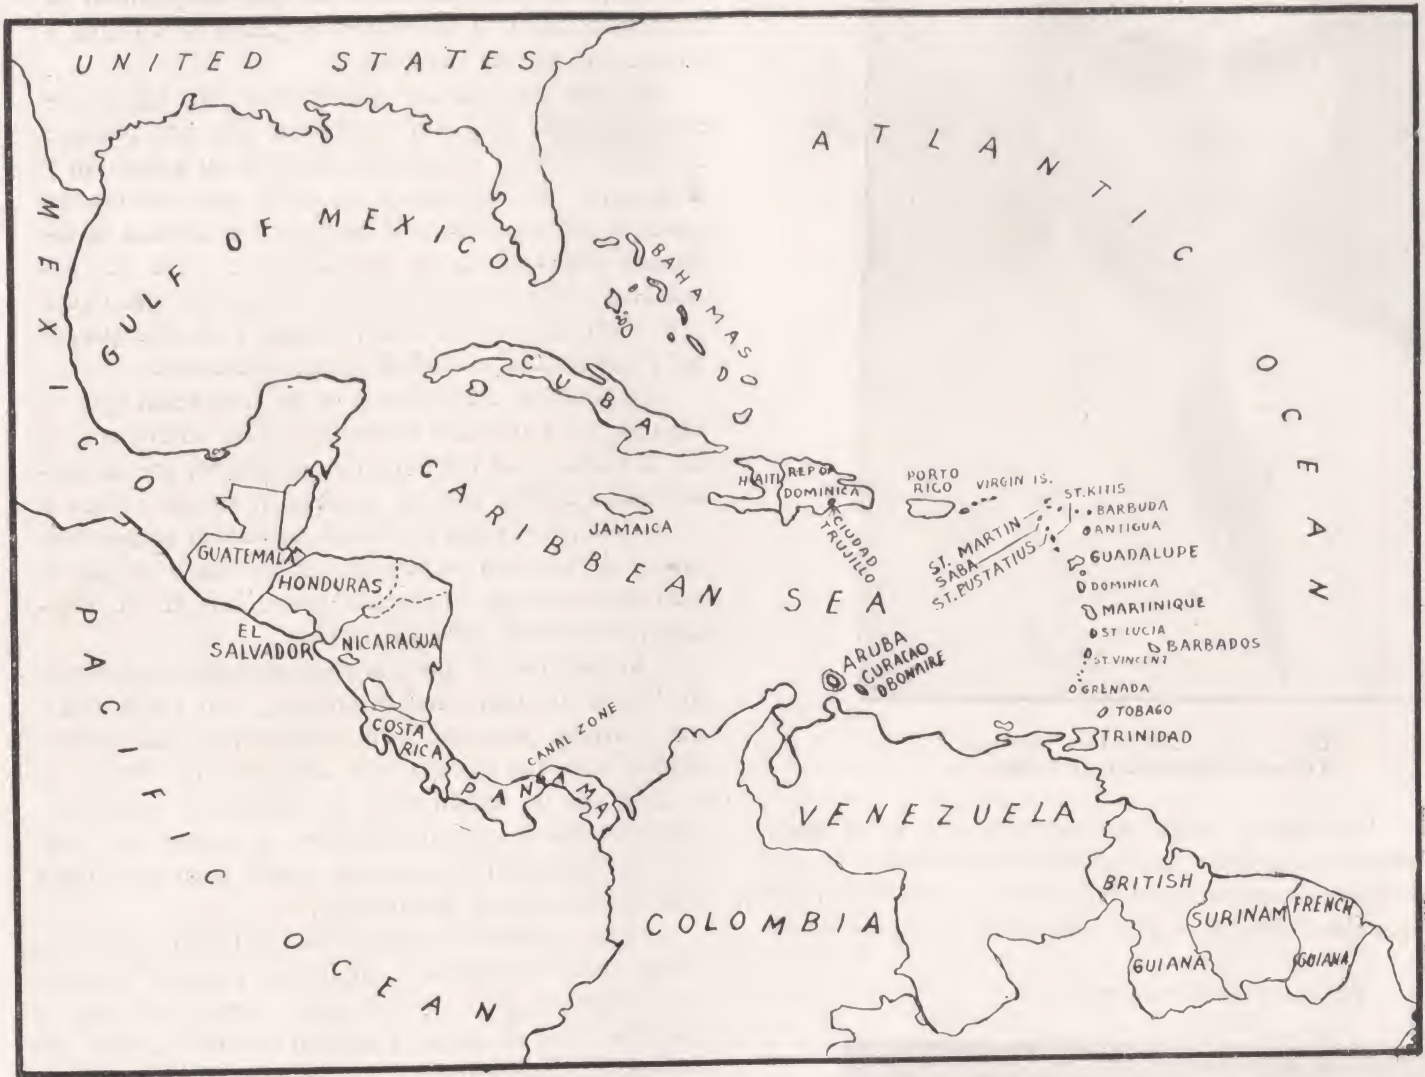 UNITED STATES
ATLANTIC
OCEAN
MEXICO
GULF OF MEXICO
BAHAMAS
CUBA
CARIBBEAN SEA
JAMAICA
HAITI
REP OF
DOMINICA
CIUDAD
TRUJILLO
PORTO
RICO
VIRGIN IS.
ST. KITIS
BARBUDA
ANTIGUA
ST. MARTIN
SABA
ST. PUSTATIUS
GUADALUPE
DOMINICA
MARTINIQUE
ST LUCIA
BARBADOS
ST. VINCENT
GRENADA
TOBAGO
TRINIDAD
GUATEMALA
HONDURAS
EL
SALVADOR
NICARAGUA
COSTA
RICA
CANAL ZONE
PANAMA
ARUBA
CURACAO
BONAIRE
VENEZUELA
COLOMBIA
BRITISH
GUIANA
SURINAM
FRENCH
GUIANA
PACIFIC
OCEAN